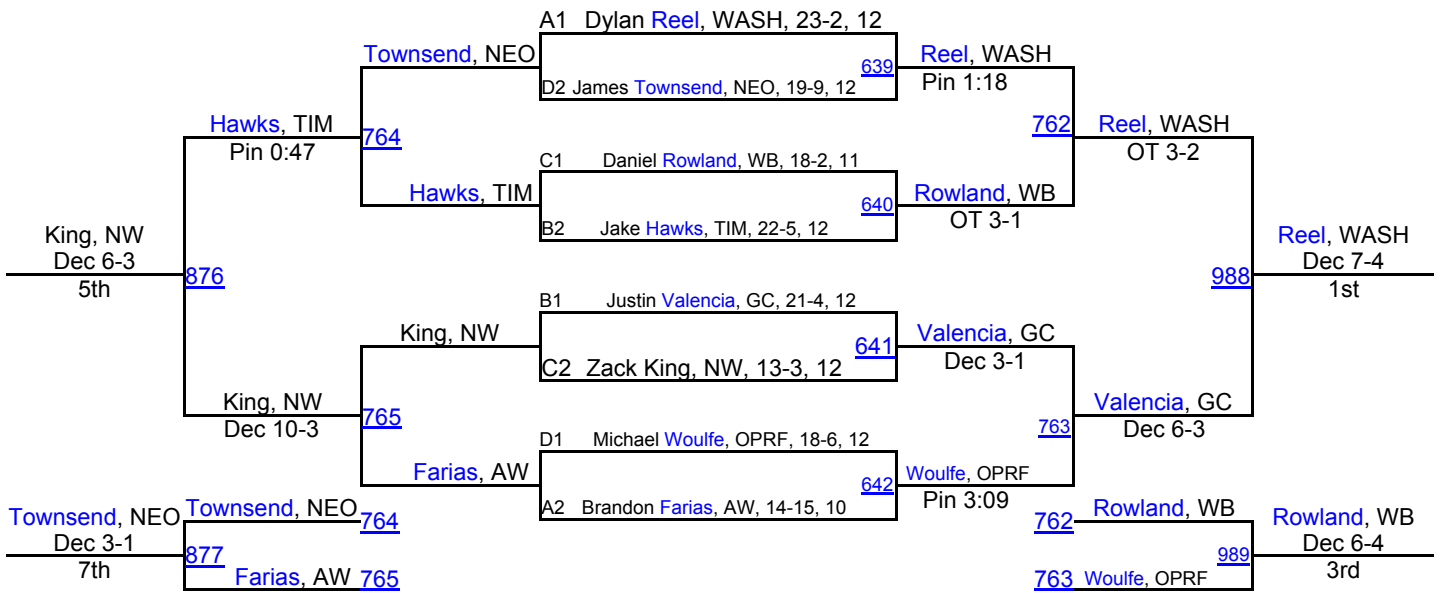 A1 Dylan Reel, WASH, 23-2, 12
Townsend, NEO
639
Reel, WASH
Pin 1:18
D2 James Townsend, NEO, 19-9, 12
Hawks, TIM
Pin 0:47
764
762
Reel, WASH
OT 3-2
C1 Daniel Rowland, WB, 18-2, 11
Hawks, TIM
640
Rowland, WB
OT 3-1
B2 Jake Hawks, TIM, 22-5, 12
King, NW
Dec 6-3
5th
876
988
Reel, WASH
Dec 7-4
1st
B1 Justin Valencia, GC, 21-4, 12
King, NW
641
Valencia, GC
Dec 3-1
C2 Zack King, NW, 13-3, 12
King, NW
Dec 10-3
765
763
Valencia, GC
Dec 6-3
D1 Michael Woulfe, OPRF, 18-6, 12
Farias, AW
642
Woulfe, OPRF
Pin 3:09
A2 Brandon Farias, AW, 14-15, 10
Townsend, NEO
Dec 3-1
7th
Townsend, NEO 764
877
Farias, AW 765
762 Rowland, WB
989
763 Woulfe, OPRF
Rowland, WB
Dec 6-4
3rd